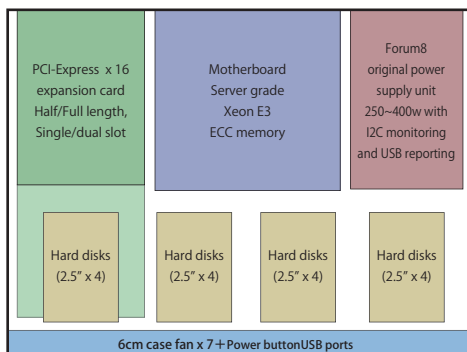 PCI-Express x 16
expansion card
Half/Full length,
Single/dual slot
Motherboard
Server grade
Xeon E3
ECC memory
Forum8
original power
supply unit
250~400w with
I2C monitoring
and USB reporting
Hard disks
(2.5” x 4)
Hard disks
(2.5” x 4)
Hard disks
(2.5” x 4)
Hard disks
(2.5” x 4)
6cm case fan x 7＋Power buttonUSB ports